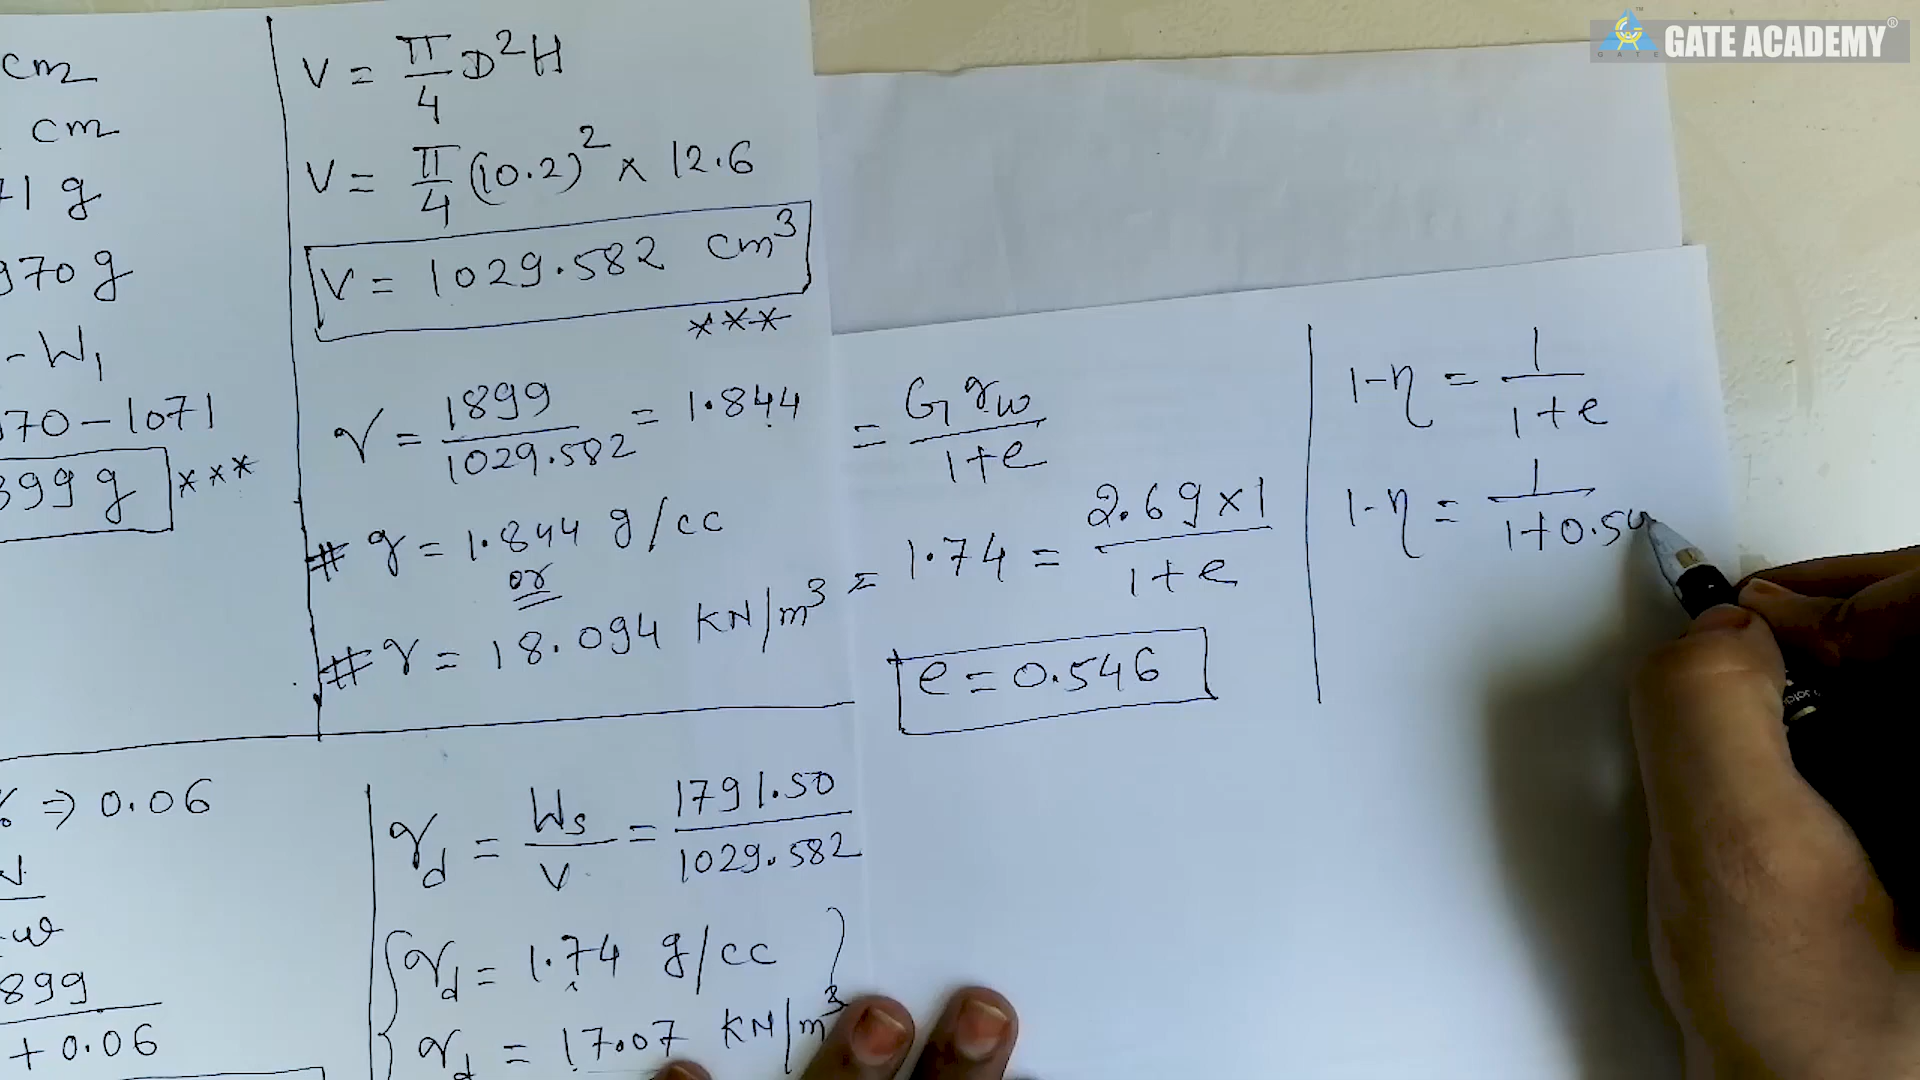 GATE ACADEMY®
cm
cm
71 g
970 g
- W₁
70 - 1071
899 g ***
V = π/4 D²H
V = π/4 (10.2)² × 12.6
V = 1029.582 cm³
***
γ = 1899/1029.582 = 1.844
# γ = 1.844 g/cc
or
# γ = 18.094 KN/m³
% ⇒ 0.06
899
+ 0.06
γd = Ws/V = 1791.50/1029.582
γd = 1.74 g/cc
γd = 17.07 KN/m³
= G γw/1+e
= 1.74 = 2.69×1/1+e
e = 0.546
1-η = 1/1+e
1-η = 1/1+0.54